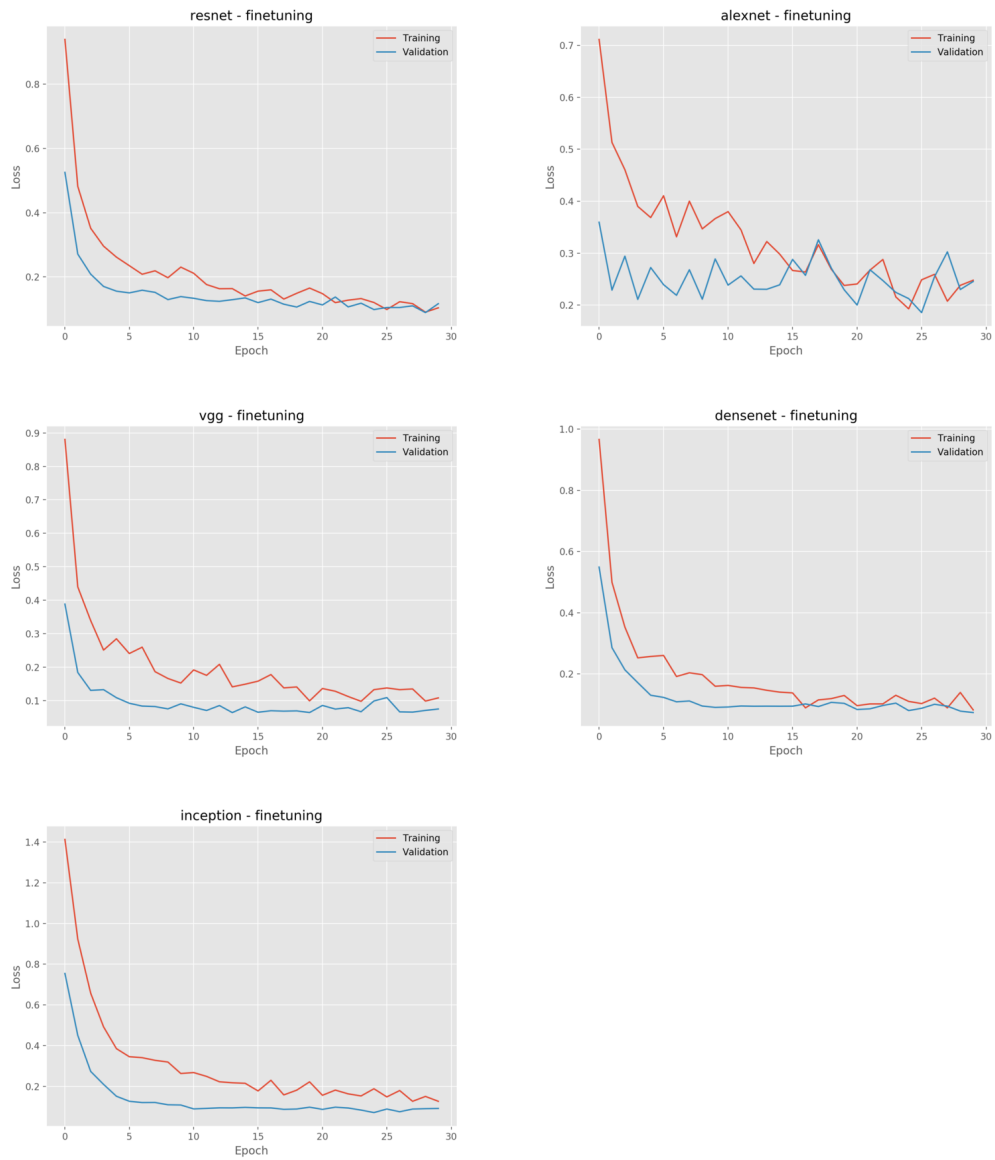 resnet - finetuning
Training
Validation
0.8
0.6
0.4
0.2
Loss
0 5 10 15 20 25 30
Epoch
alexnet - finetuning
Training
Validation
0.7
0.6
0.5
0.4
0.3
0.2
Loss
0 5 10 15 20 25 30
Epoch
vgg - finetuning
Training
Validation
0.9
0.8
0.7
0.6
0.5
0.4
0.3
0.2
0.1
Loss
0 5 10 15 20 25 30
Epoch
densenet - finetuning
Training
Validation
1.0
0.8
0.6
0.4
0.2
Loss
0 5 10 15 20 25 30
Epoch
inception - finetuning
Training
Validation
1.4
1.2
1.0
0.8
0.6
0.4
0.2
Loss
0 5 10 15 20 25 30
Epoch